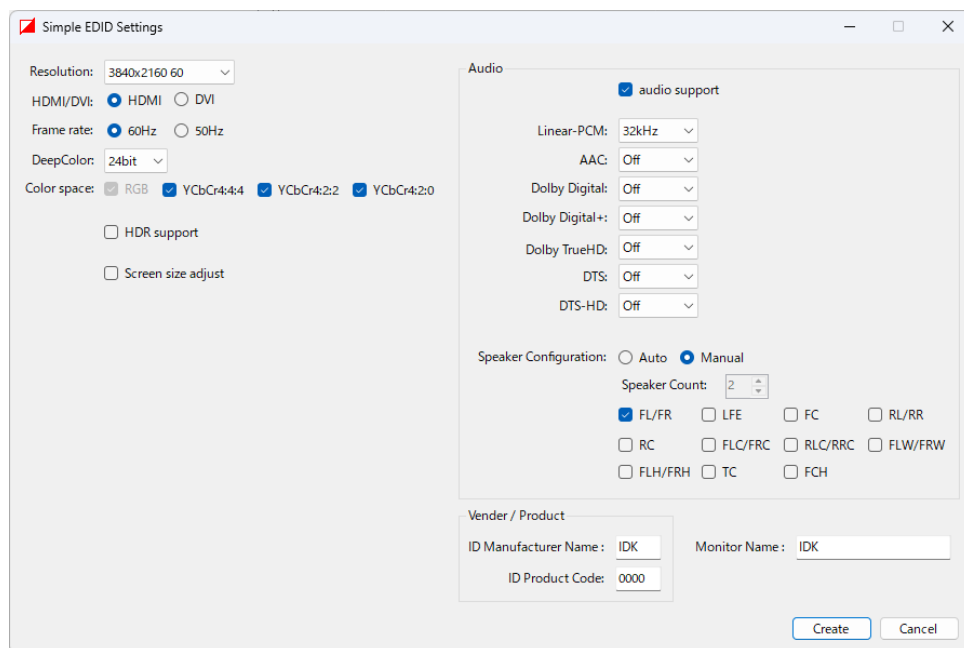 Simple EDID Settings
Resolution: 3840x2160 60
HDMI/DVI: HDMI DVI
Frame rate: 60Hz 50Hz
DeepColor: 24bit
Color space: RGB YCbCr4:4:4 YCbCr4:2:2 YCbCr4:2:0
HDR support
Screen size adjust
Audio
audio support
Linear-PCM: 32kHz
AAC: Off
Dolby Digital: Off
Dolby Digital+: Off
Dolby TrueHD: Off
DTS: Off
DTS-HD: Off
Speaker Configuration: Auto Manual
Speaker Count: 2
FL/FR LFE FC RL/RR
RC FLC/FRC RLC/RRC FLW/FRW
FLH/FRH TC FCH
Vender / Product
ID Manufacturer Name : IDK
ID Product Code: 0000
Monitor Name : IDK
Create Cancel